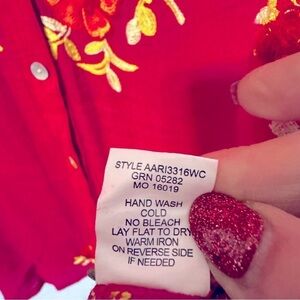 STYLE AARI3316WC
GRN 05282
MO 16019
HAND WASH
COLD
NO BLEACH
LAY FLAT TO DRY
WARM IRON
ON REVERSE SIDE
IF NEEDED